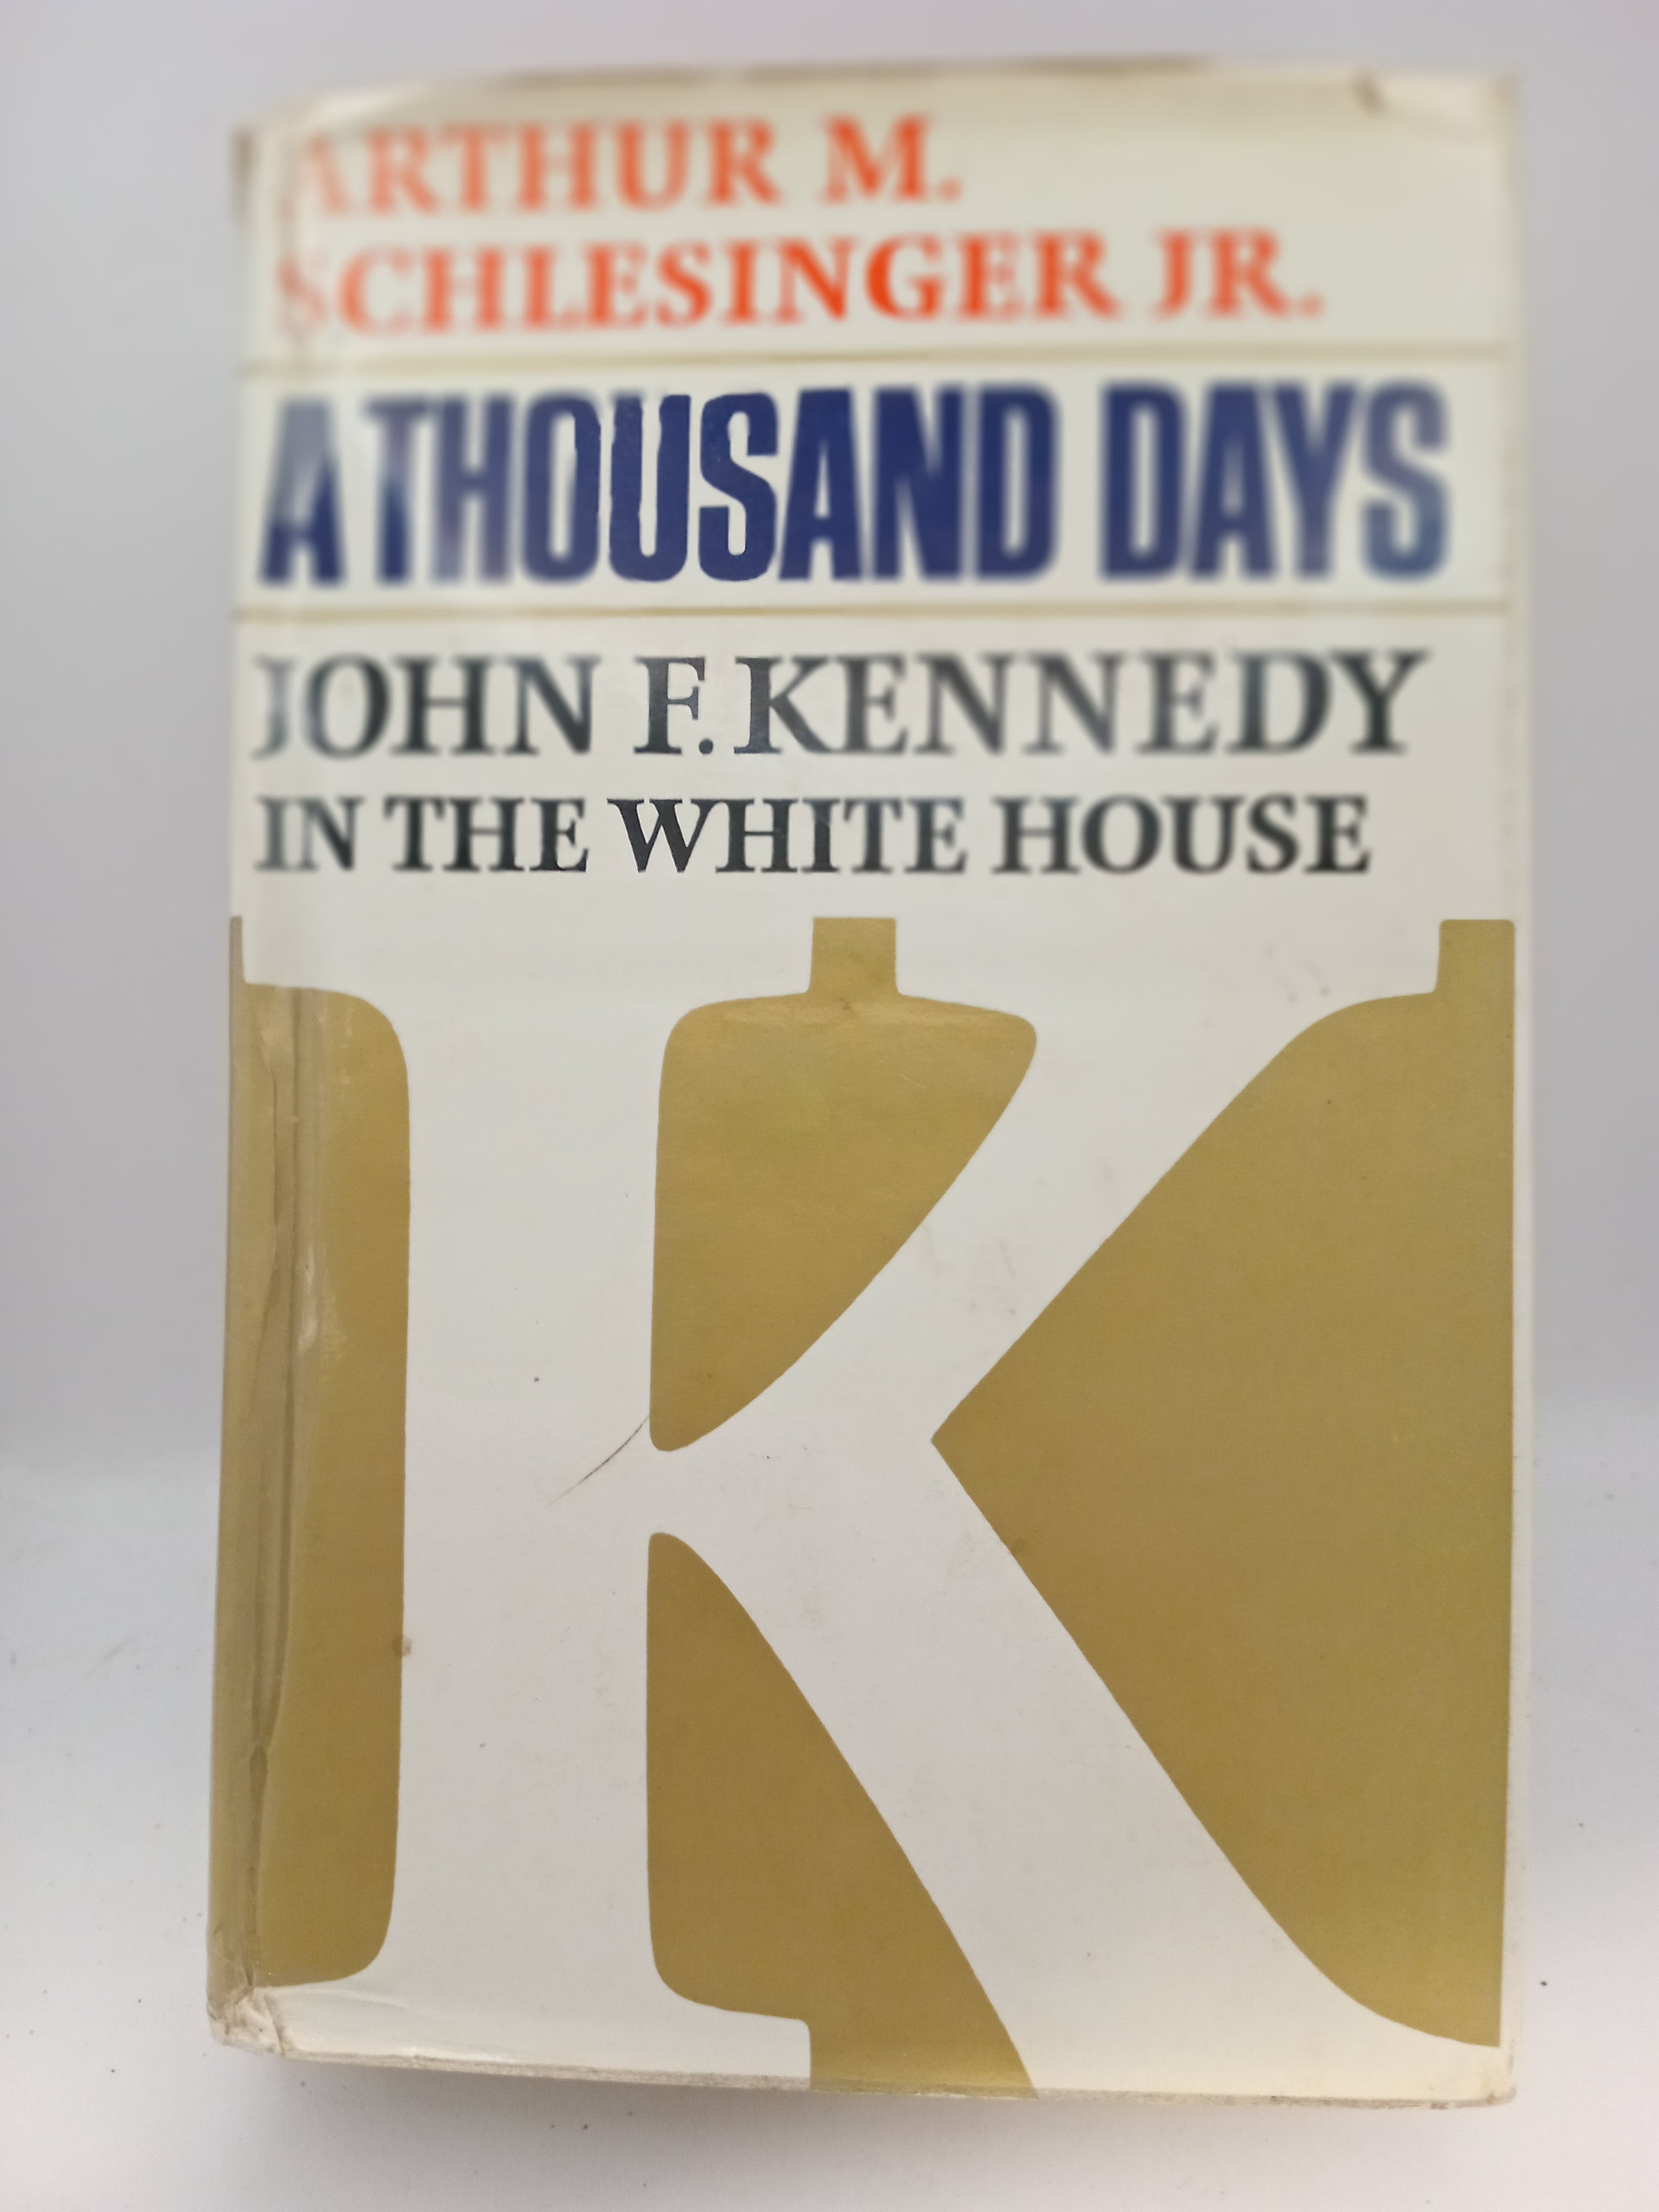 ARTHUR M.
SCHLESINGER JR.
A THOUSAND DAYS
JOHN F. KENNEDY
IN THE WHITE HOUSE
K